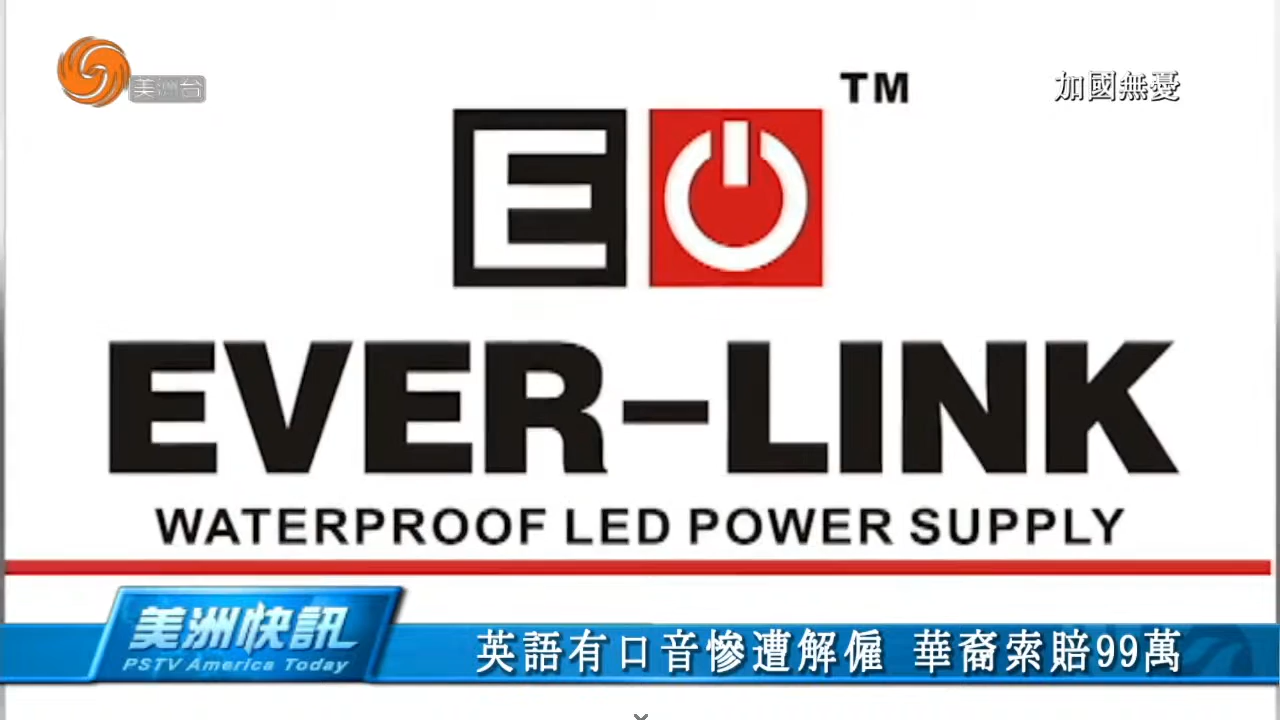 美洲台
加國無憂
TM
E
EVER-LINK
WATERPROOF LED POWER SUPPLY
美洲快訊
PSTV America Today
英語有口音慘遭解僱 華裔索賠99萬